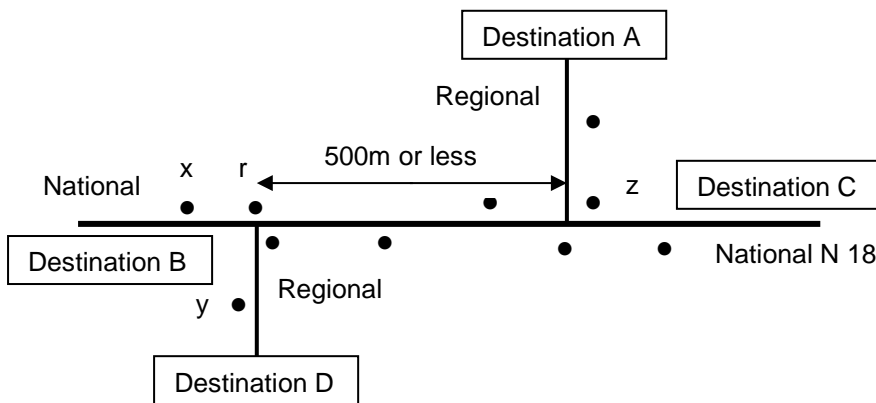 Destination A
Regional
500m or less
x
r
z
National
Destination C
Destination B
National N 18
Regional
y
Destination D